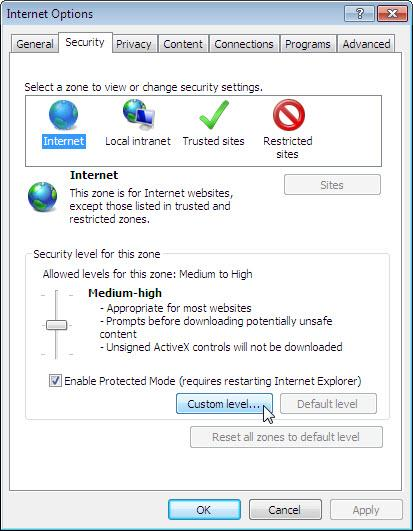 Internet Options
General Security Privacy Content Connections Programs Advanced
Select a zone to view or change security settings.
Internet Local intranet Trusted sites Restricted
sites
Internet
This zone is for Internet websites,
except those listed in trusted and
restricted zones.
Sites
Security level for this zone
Allowed levels for this zone: Medium to High
Medium-high
- Appropriate for most websites
- Prompts before downloading potentially unsafe
content
- Unsigned ActiveX controls will not be downloaded
Enable Protected Mode (requires restarting Internet Explorer)
Custom level... Default level
Reset all zones to default level
OK Cancel Apply